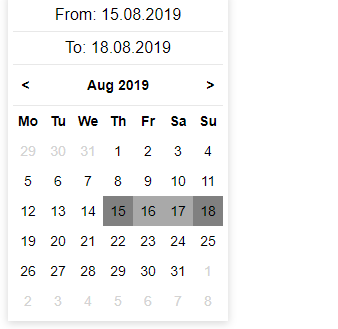 From: 15.08.2019
To: 18.08.2019
< Aug 2019 >
Mo Tu We Th Fr Sa Su
29 30 31 1 2 3 4
5 6 7 8 9 10 11
12 13 14 15 16 17 18
19 20 21 22 23 24 25
26 27 28 29 30 31 1
2 3 4 5 6 7 8